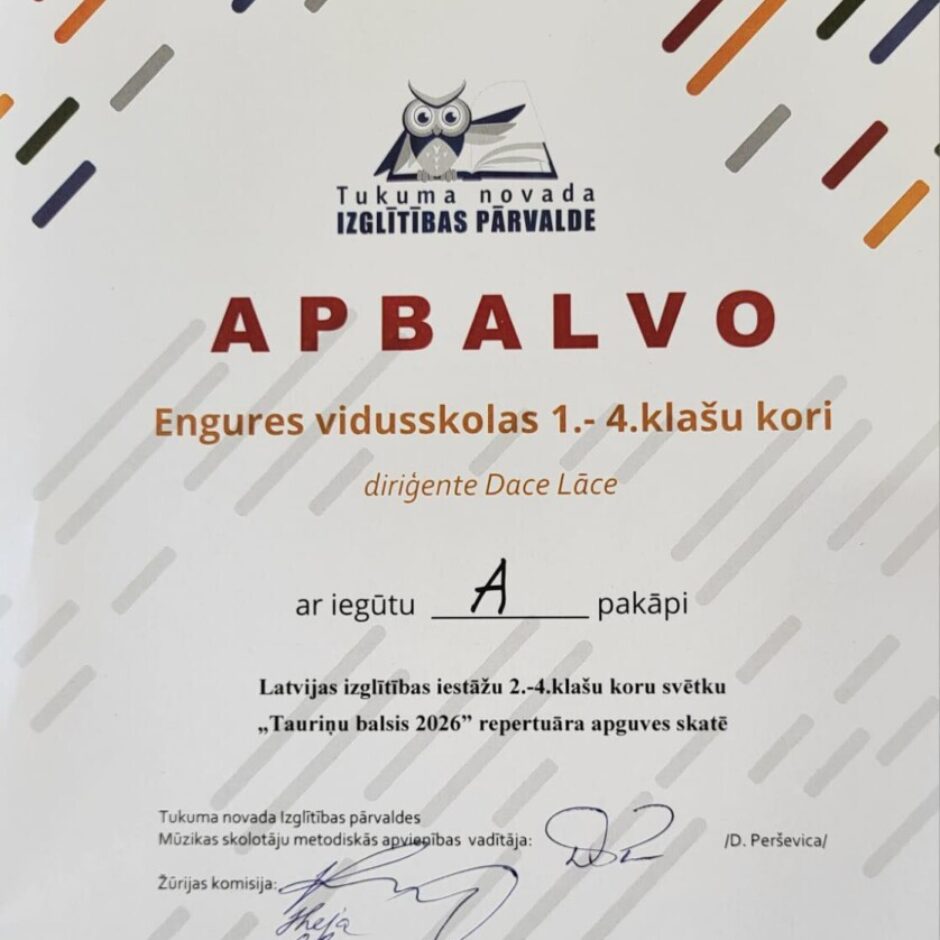 Tukuma novada
IZGLĪTĪBAS PĀRVALDE
APBALVO
Engures vidusskolas 1.- 4.klašu kori
diriģente Dace Lāce
ar iegūtu A pakāpi
Latvijas izglītības iestāžu 2.-4.klašu koru svētku
„Tauriņu balsis 2026” repertuāra apguves skatē
Tukuma novada Izglītības pārvaldes
Mūzikas skolotāju metodiskās apvienības vadītāja: /D. Perševica/
Žūrijas komisija: